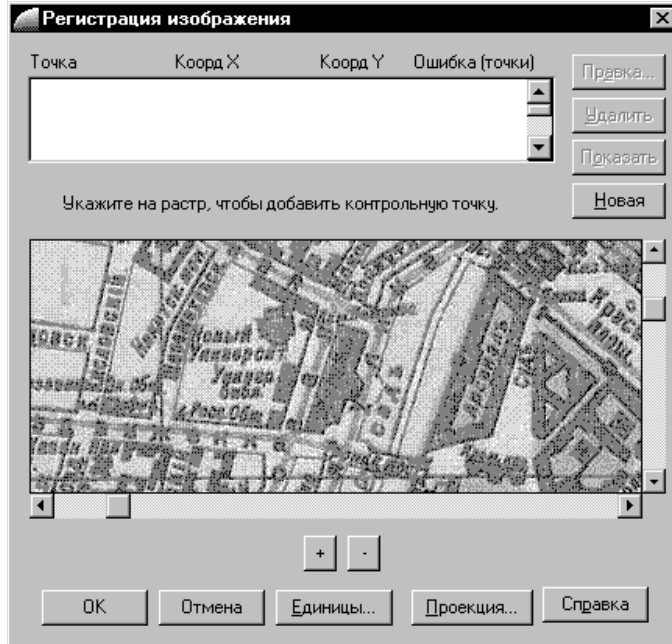 Регистрация изображения
Точка Коорд X Коорд Y Ошибка (точки)
Правка...
Удалить
Показать
Новая
Укажите на растр, чтобы добавить контрольную точку.
+ -
OK Отмена Единицы... Проекция... Справка